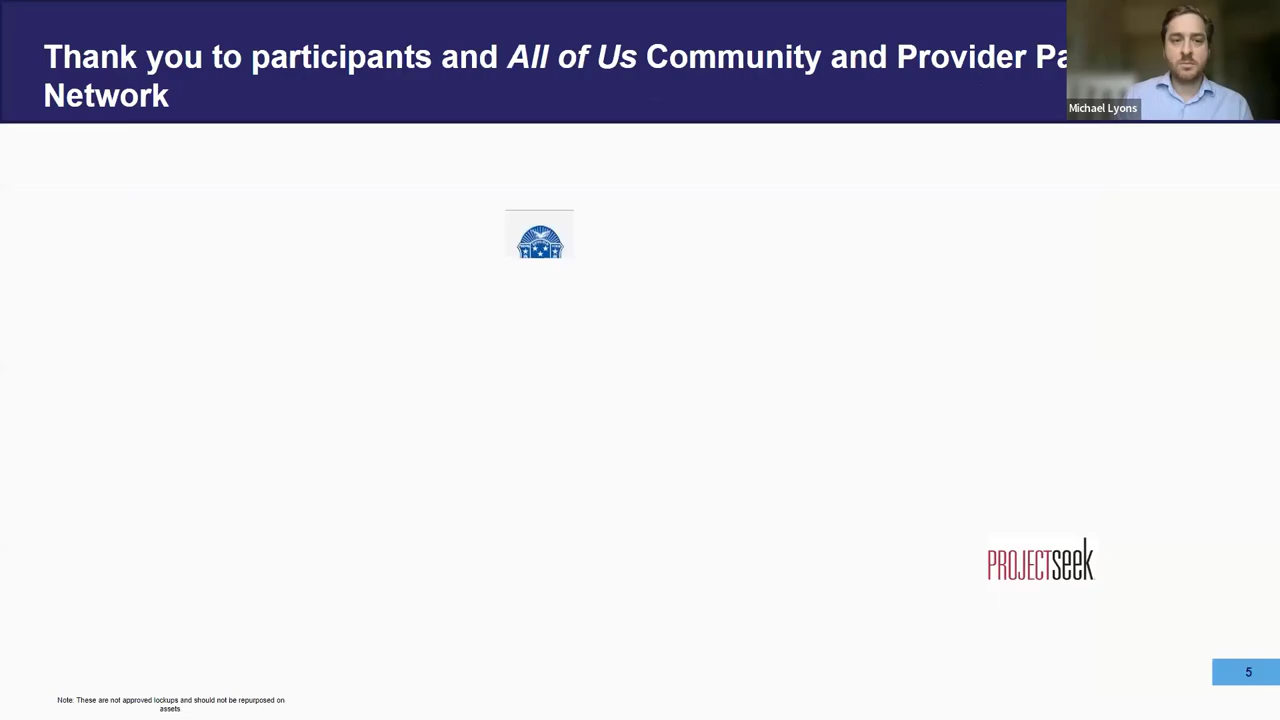 Thank you to participants and All of Us Community and Provider Pa
Network
Michael Lyons
PROJECTseek
5
Note: These are not approved lockups and should not be repurposed on
assets